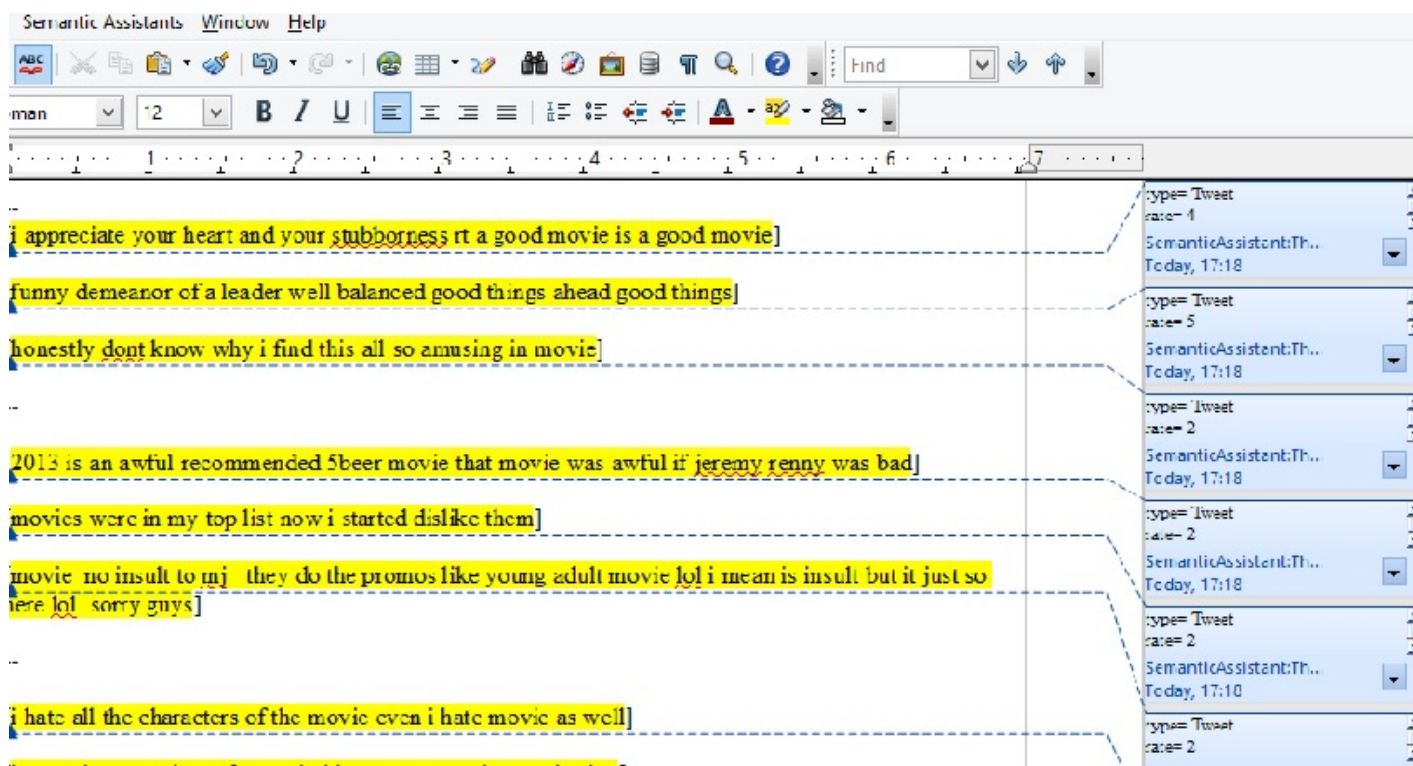 Semantic Assistants Window Help
ABC
Find
man 12 B I U A
1 2 3 4 5 6 7
[i appreciate your heart and your stubborness rt a good movie is a good movie]
funny demeanor of a leader well balanced good things ahead good things]
honestly dont know why i find this all so amusing in movie]
2013 is an awful recommended 5beer movie that movie was awful if jeremy renny was bad]
[movies were in my top list now i started dislike them]
movie no insult to mj they do the promos like young adult movie lol i mean is insult but it just so
here lol sorry guys]
[i hate all the characters of the movie even i hate movie as well]
type= Tweet
rate= 4
SemanticAssistant:Th...
Today, 17:18
type= Tweet
rate= 5
SemanticAssistant:Th...
Today, 17:18
type= Tweet
rate= 2
SemanticAssistant:Th...
Today, 17:18
type= Tweet
rate= 2
SemanticAssistant:Th...
Today, 17:18
type= Tweet
rate= 2
SemanticAssistant:Th...
Today, 17:18
type= Tweet
rate= 2